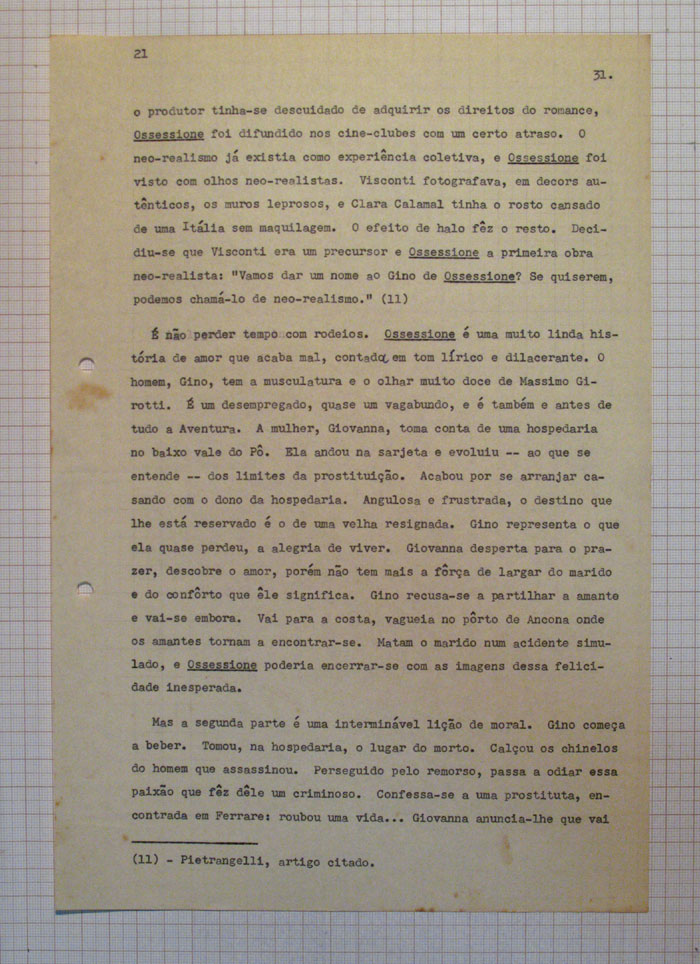 21
31.
o produtor tinha-se descuidado de adquirir os direitos do romance,
Ossessione foi difundido nos cine-clubes com um certo atraso. O
neo-realismo já existia como experiência coletiva, e Ossessione foi
visto com olhos neo-realistas. Visconti fotografava, em decors au-
tênticos, os muros leprosos, e Clara Calamal tinha o rosto cansado
de uma Itália sem maquilagem. O efeito de halo fêz o resto. Deci-
diu-se que Visconti era um precursor e Ossessione a primeira obra
neo-realista: "Vamos dar um nome ao Gino de Ossessione? Se quiserem,
podemos chamá-lo de neo-realismo." (11)
É não perder tempo com rodeios. Ossessione é uma muito linda his-
tória de amor que acaba mal, contada em tom lírico e dilacerante. O
homem, Gino, tem a musculatura e o olhar muito doce de Massimo Gi-
rotti. É um desempregado, quase um vagabundo, e é também e antes de
tudo a Aventura. A mulher, Giovanna, toma conta de uma hospedaria
no baixo vale do Pô. Ela andou na sarjeta e evoluiu -- ao que se
entende -- dos limites da prostituição. Acabou por se arranjar ca-
sando com o dono da hospedaria. Angulosa e frustrada, o destino que
lhe está reservado é o de uma velha resignada. Gino representa o que
ela quase perdeu, a alegria de viver. Giovanna desperta para o pra-
zer, descobre o amor, porém não tem mais a fôrça de largar do marido
e do confôrto que êle significa. Gino recusa-se a partilhar a amante
e vai-se embora. Vai para a costa, vagueia no pôrto de Ancona onde
os amantes tornam a encontrar-se. Matam o marido num acidente simu-
lado, e Ossessione poderia encerrar-se com as imagens dessa felici-
dade inesperada.
Mas a segunda parte é uma interminável lição de moral. Gino começa
a beber. Tomou, na hospedaria, o lugar do morto. Calçou os chinelos
do homem que assassinou. Perseguido pelo remorso, passa a odiar essa
paixão que fêz dêle um criminoso. Confessa-se a uma prostituta, en-
contrada em Ferrare: roubou uma vida... Giovanna anuncia-lhe que vai
(11) - Pietrangelli, artigo citado.